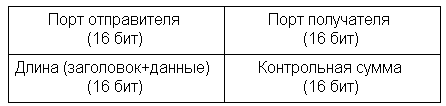 Порт отправителя
(16 бит)
Порт получателя
(16 бит)
Длина (заголовок+данные)
(16 бит)
Контрольная сумма
(16 бит)